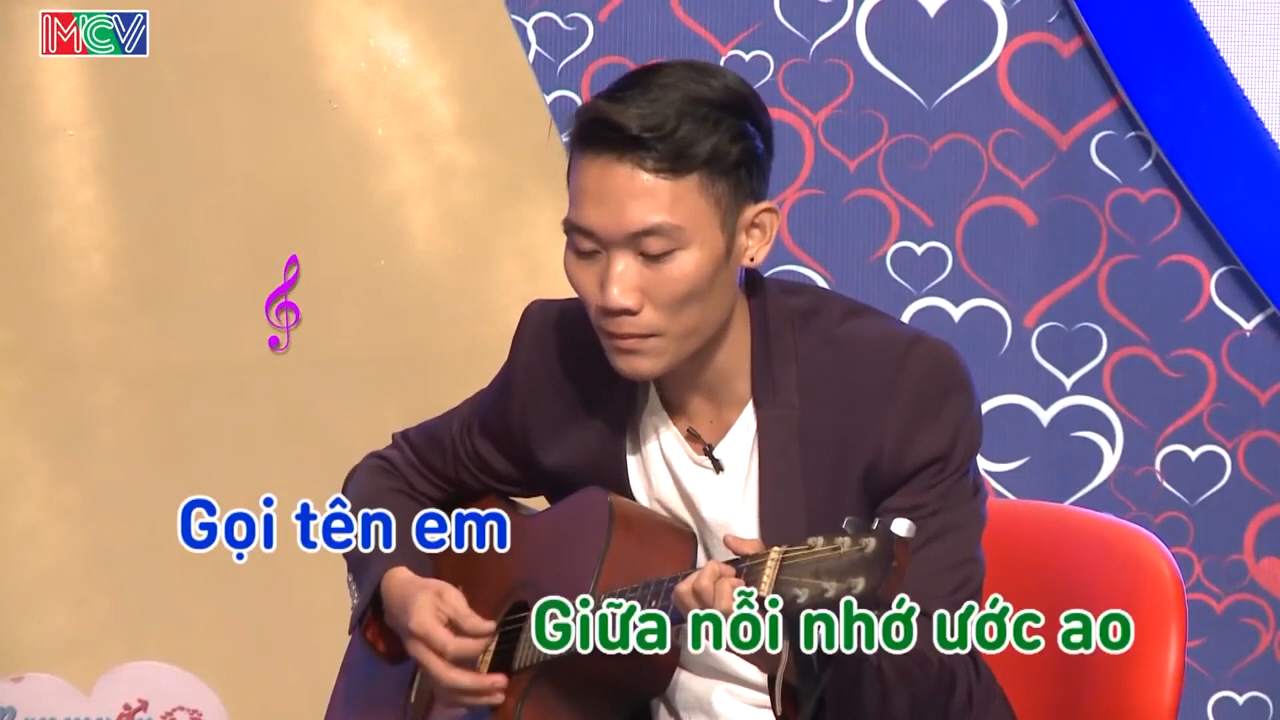 MCV
Gọi tên em
Giữa nỗi nhớ ước ao